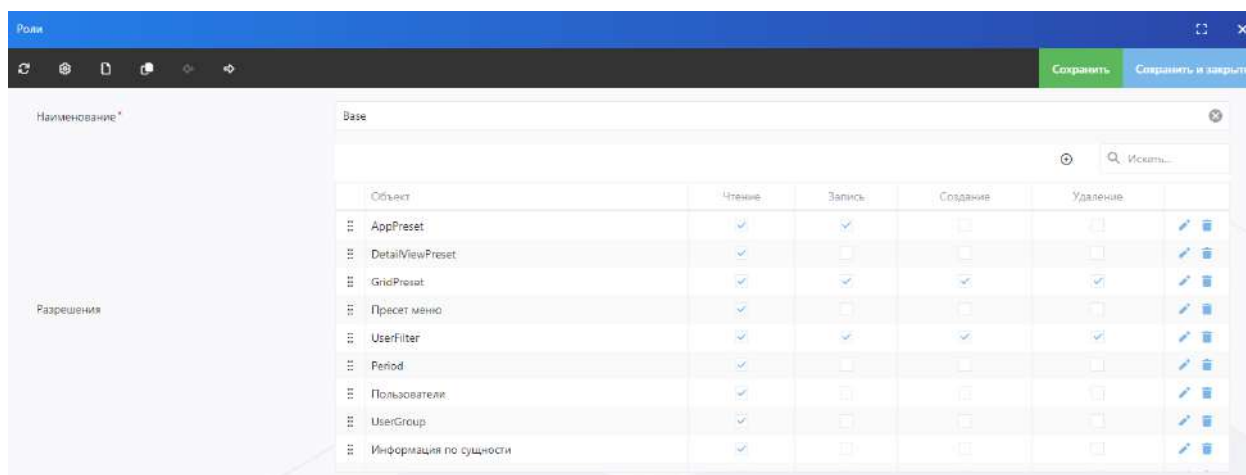 Роли
Сохранить Сохранить и закрыть
Наименование*
Base
Искать...
Объект Чтение Запись Создание Удаление
AppPreset
DetailViewPreset
GridPreset
Разрешения
Пресет меню
UserFilter
Period
Пользователи
UserGroup
Информация по сущности